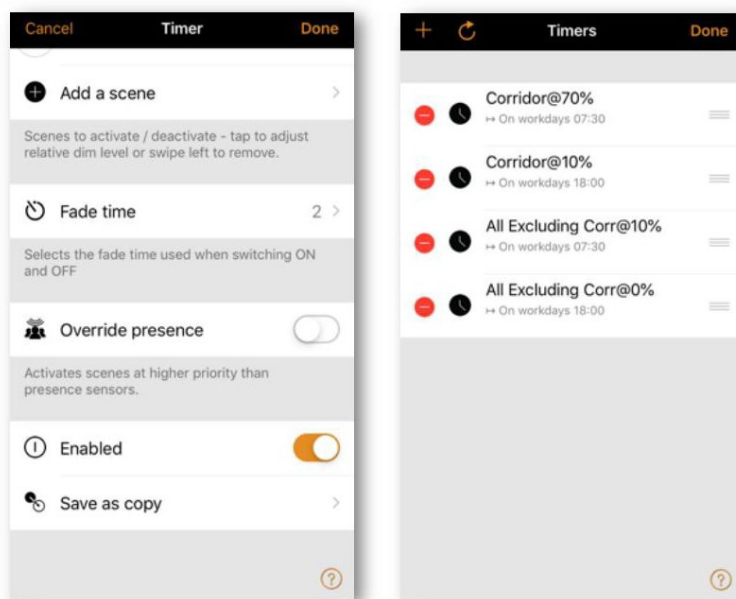 Cancel Timer Done
Add a scene
Scenes to activate / deactivate - tap to adjust
relative dim level or swipe left to remove.
Fade time 2
Selects the fade time used when switching ON
and OFF
Override presence
Activates scenes at higher priority than
presence sensors.
Enabled
Save as copy
?
+ Timers Done
Corridor@70%
↦ On workdays 07:30
Corridor@10%
↦ On workdays 18:00
All Excluding Corr@10%
↦ On workdays 07:30
All Excluding Corr@0%
↦ On workdays 18:00
?